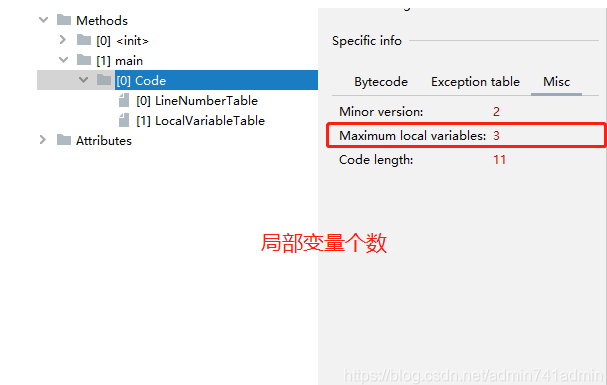 Methods
[0] <init>
[1] main
[0] Code
[0] LineNumberTable
[1] LocalVariableTable
Attributes
Specific info
Bytecode Exception table Misc
Minor version: 2
Maximum local variables: 3
Code length: 11
局部变量个数
https://blog.csdn.net/admin741admin